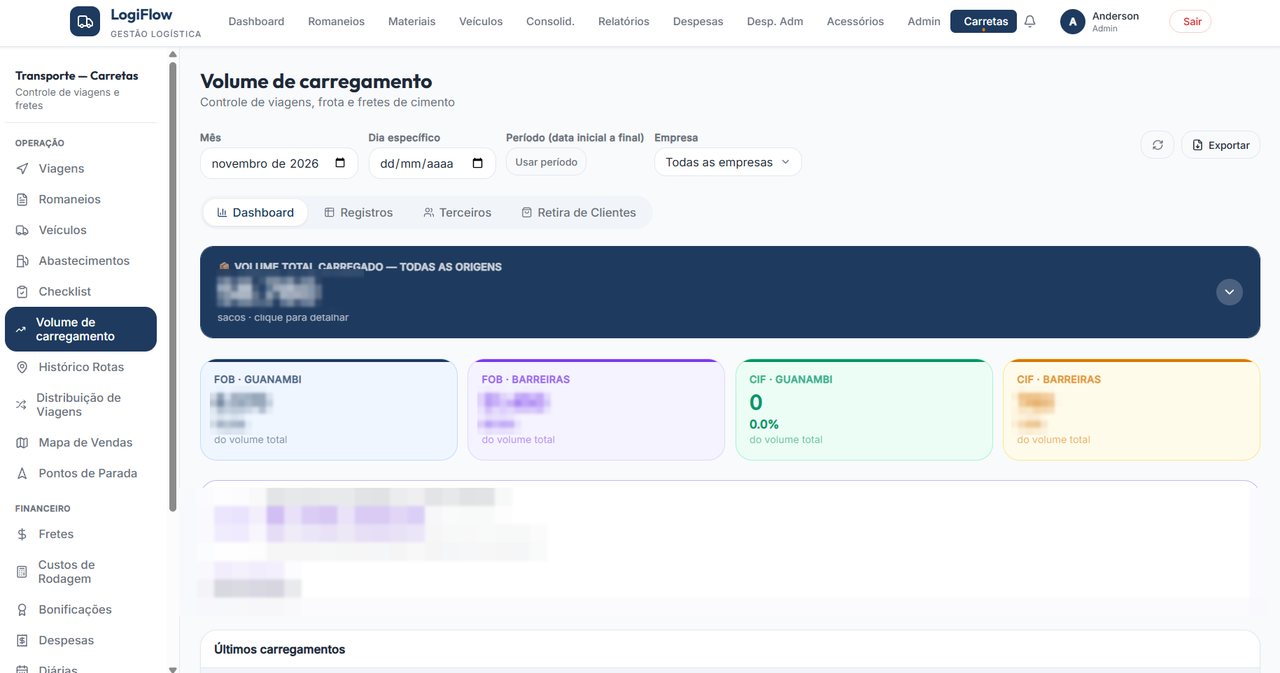 LogiFlow
GESTÃO LOGÍSTICA
Dashboard Romaneios Materiais Veículos Consolid. Relatórios Despesas Desp. Adm Acessórios Admin Carretas
A
Anderson
Admin
Sair
Transporte — Carretas
Controle de viagens e
fretes
OPERAÇÃO
Viagens
Romaneios
Veículos
Abastecimentos
Checklist
Volume de
carregamento
Histórico Rotas
Distribuição de
Viagens
Mapa de Vendas
Pontos de Parada
FINANCEIRO
Fretes
Custos de
Rodagem
Bonificações
Despesas
Diárias
Volume de carregamento
Controle de viagens, frota e fretes de cimento
Mês Dia específico Período (data inicial a final) Empresa
novembro de 2026 dd/mm/aaaa Usar período Todas as empresas
Exportar
Dashboard Registros Terceiros Retira de Clientes
VOLUME TOTAL CARREGADO — TODAS AS ORIGENS
sacos · clique para detalhar
FOB · GUANAMBI
do volume total
FOB · BARREIRAS
do volume total
CIF · GUANAMBI
0
0.0%
do volume total
CIF · BARREIRAS
do volume total
Últimos carregamentos